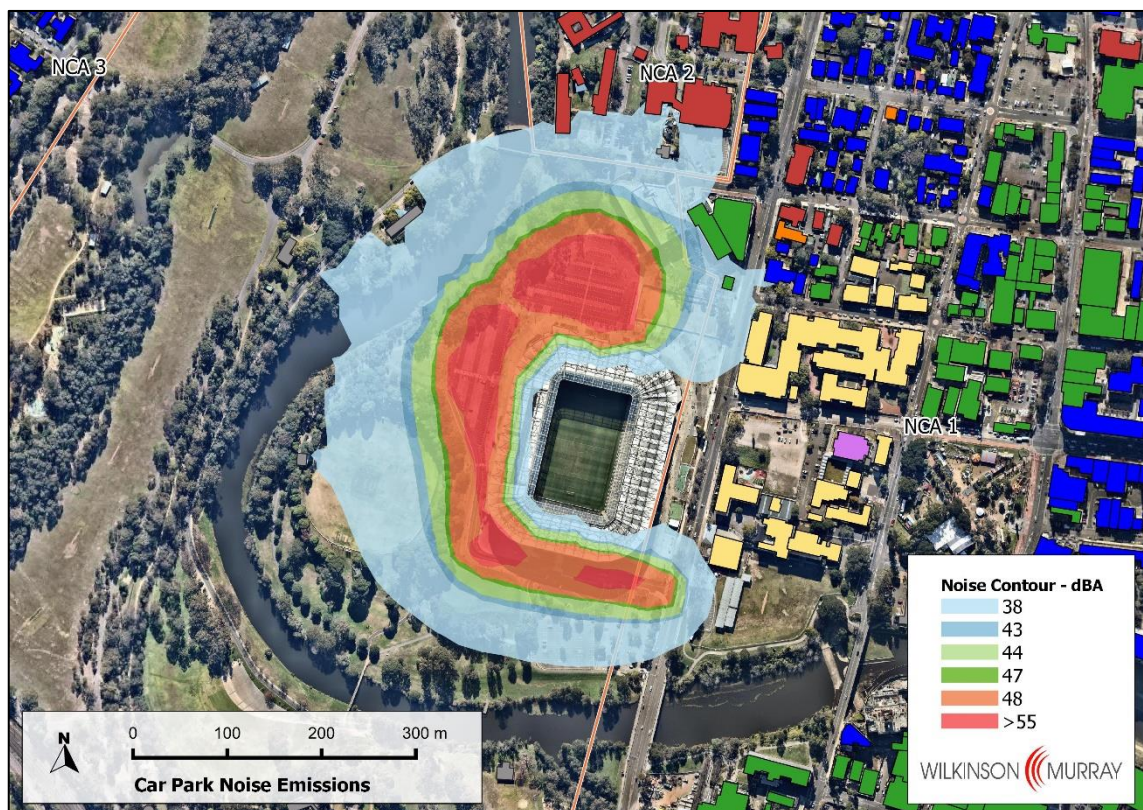 NCA 3
NCA 2
NCA 1
Noise Contour - dBA
38
43
44
47
48
>55
N
0 100 200 300 m
Car Park Noise Emissions
WILKINSON MURRAY